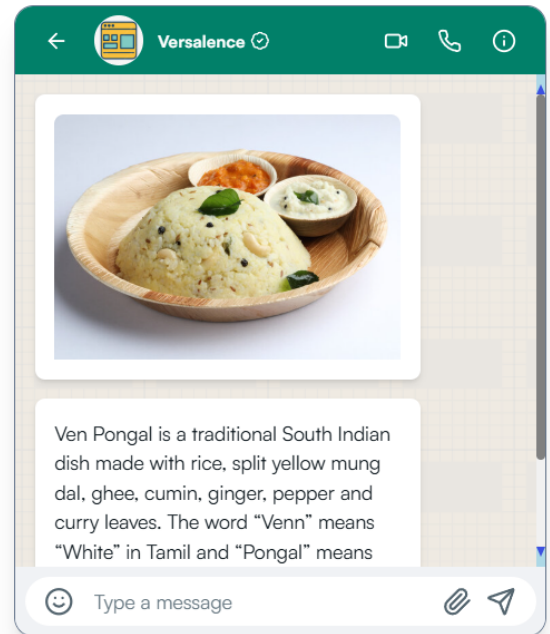 Versalence
Ven Pongal is a traditional South Indian
dish made with rice, split yellow mung
dal, ghee, cumin, ginger, pepper and
curry leaves. The word “Venn” means
“White” in Tamil and “Pongal” means
Type a message